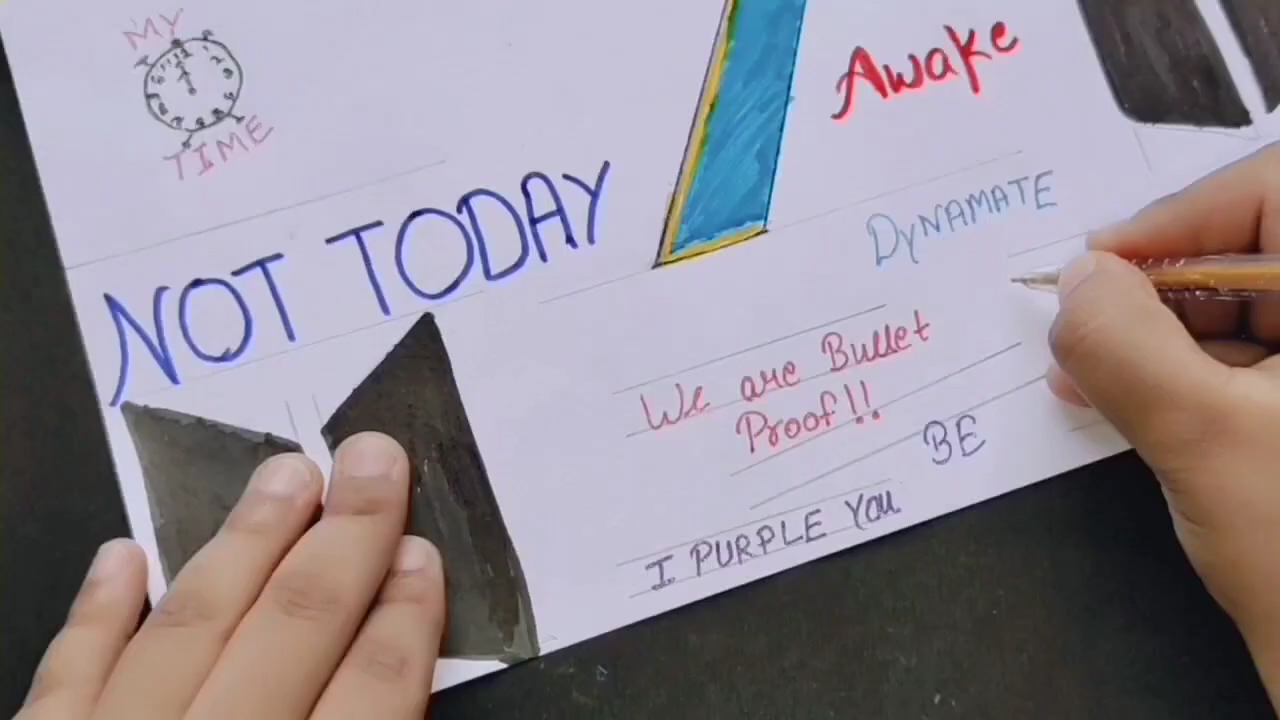 MY
TIME
Awake
NOT TODAY
DyNAMATE
We are Bullet
Proof!!
BE
I PURPLE YOU